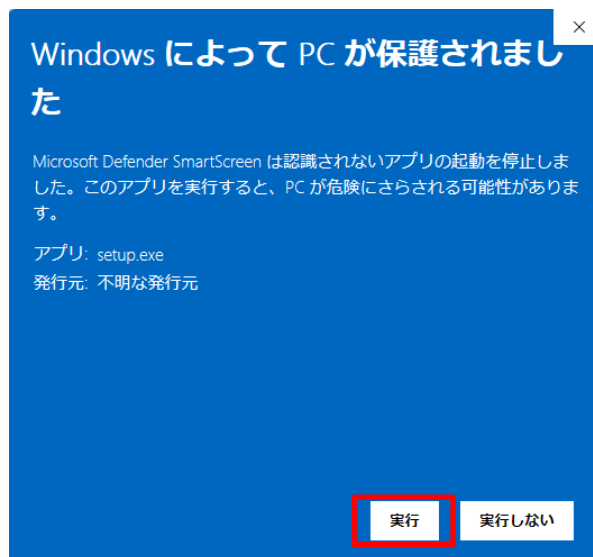 Windows によって PC が保護されまし
た
Microsoft Defender SmartScreen は認識されないアプリの起動を停止しま
した。このアプリを実行すると、PC が危険にさらされる可能性がありま
す。
アプリ: setup.exe
発行元: 不明な発行元
実行 実行しない